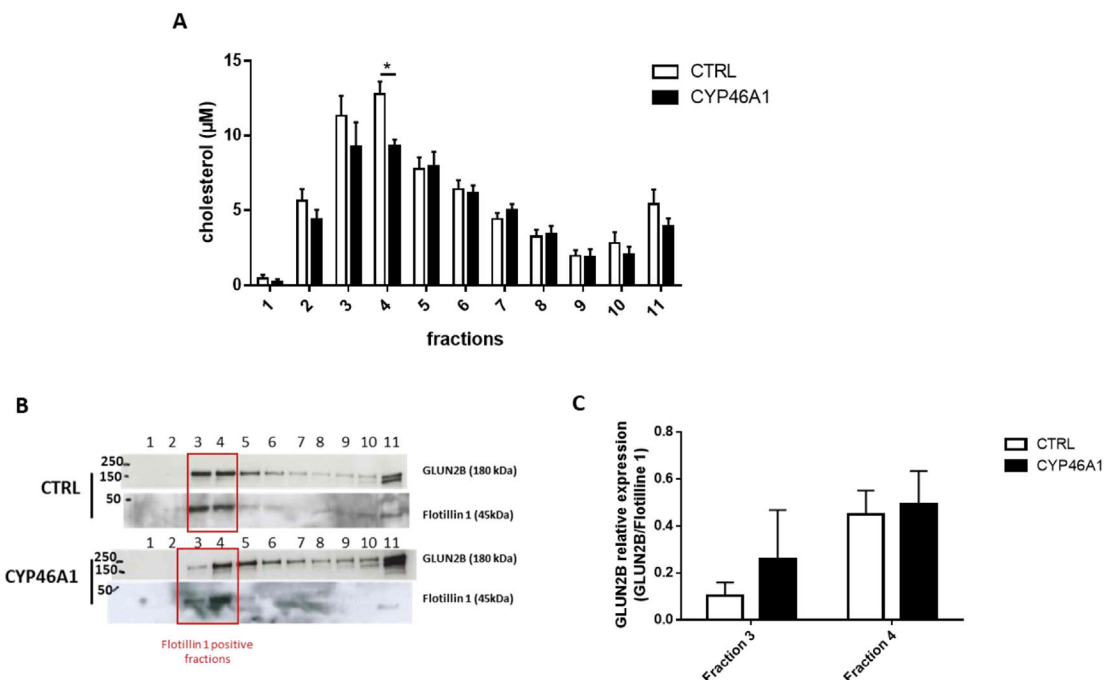 A
15
10
5
0
cholesterol (µM)
*
CTRL
CYP46A1
1 2 3 4 5 6 7 8 9 10 11
fractions
B
1 2 3 4 5 6 7 8 9 10 11
250
150
GLUN2B (180 kDa)
CTRL
50
Flotillin 1 (45kDa)
1 2 3 4 5 6 7 8 9 10 11
250
150
GLUN2B (180 kDa)
CYP46A1
50
Flotillin 1 (45kDa)
Flotillin 1 positive
fractions
C
0.8
0.6
0.4
0.2
0.0
GLUN2B relative expression
(GLUN2B/Flotilline 1)
CTRL
CYP46A1
Fraction 3
Fraction 4